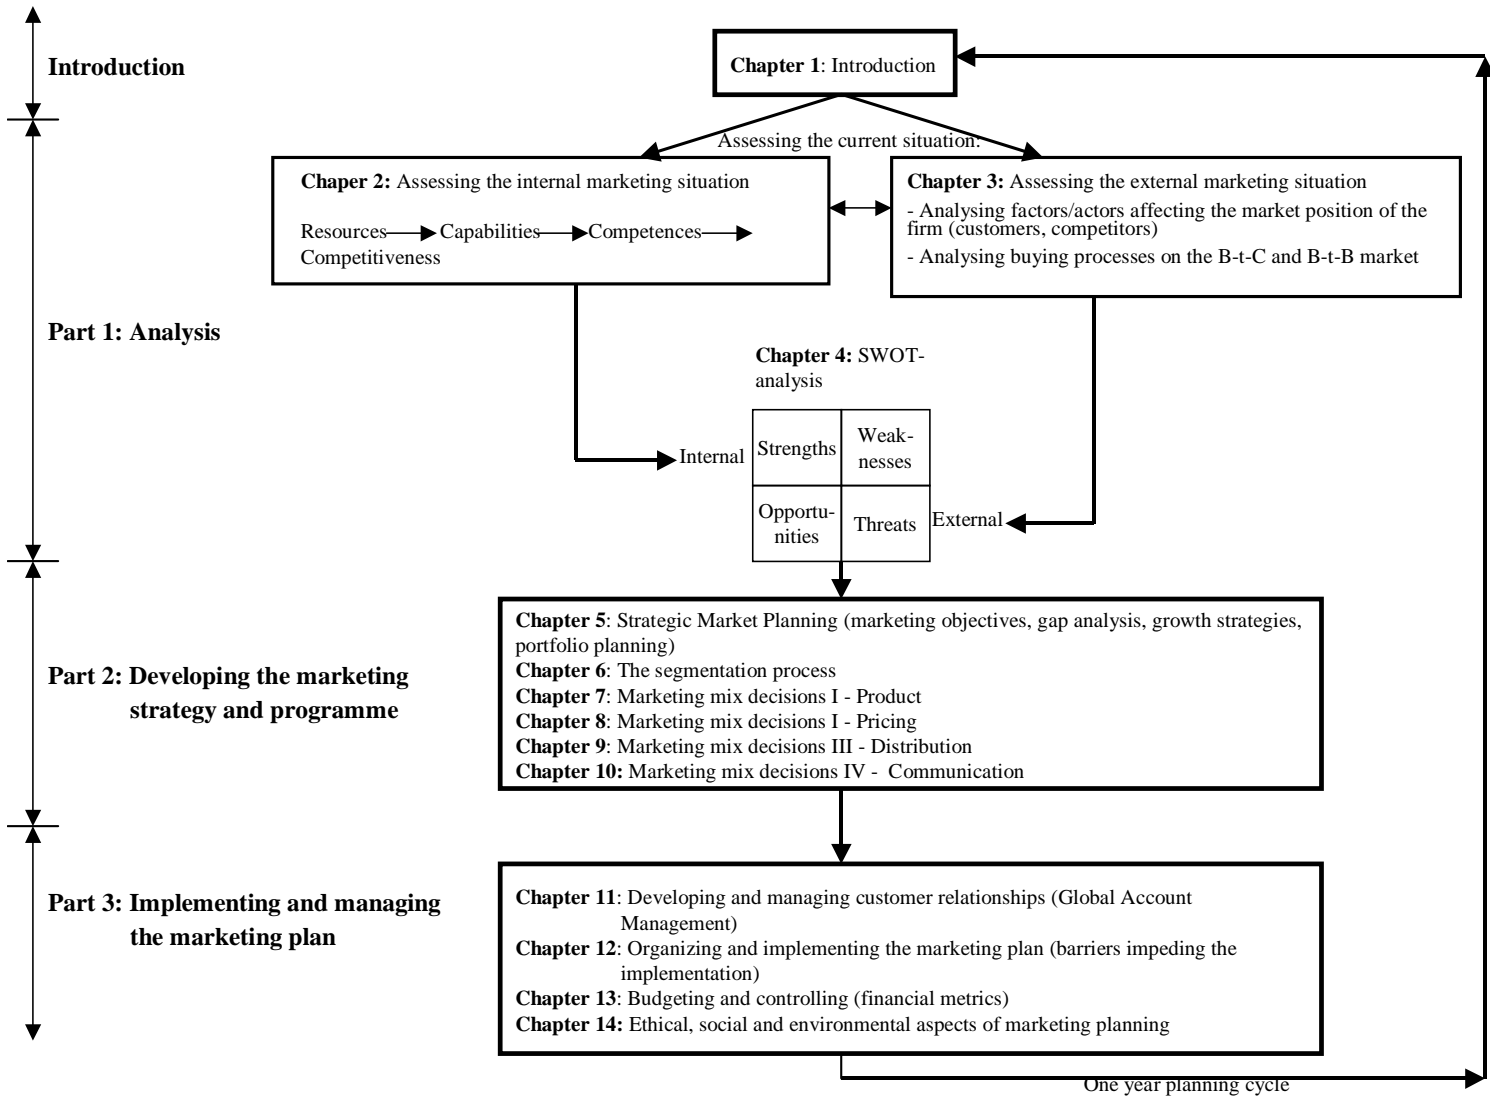 Introduction
Chapter 1: Introduction
Assessing the current situation:
Chaper 2: Assessing the internal marketing situation
Resources Capabilities Competences
Competitiveness
Chapter 3: Assessing the external marketing situation
- Analysing factors/actors affecting the market position of the
firm (customers, competitors)
- Analysing buying processes on the B-t-C and B-t-B market
Part 1: Analysis
Chapter 4: SWOT-
analysis
Internal
Strengths
Weak-
nesses
Opportu-
nities
Threats
External
Part 2: Developing the marketing
strategy and programme
Chapter 5: Strategic Market Planning (marketing objectives, gap analysis, growth strategies,
portfolio planning)
Chapter 6: The segmentation process
Chapter 7: Marketing mix decisions I - Product
Chapter 8: Marketing mix decisions I - Pricing
Chapter 9: Marketing mix decisions III - Distribution
Chapter 10: Marketing mix decisions IV - Communication
Part 3: Implementing and managing
the marketing plan
Chapter 11: Developing and managing customer relationships (Global Account
Management)
Chapter 12: Organizing and implementing the marketing plan (barriers impeding the
implementation)
Chapter 13: Budgeting and controlling (financial metrics)
Chapter 14: Ethical, social and environmental aspects of marketing planning
One year planning cycle